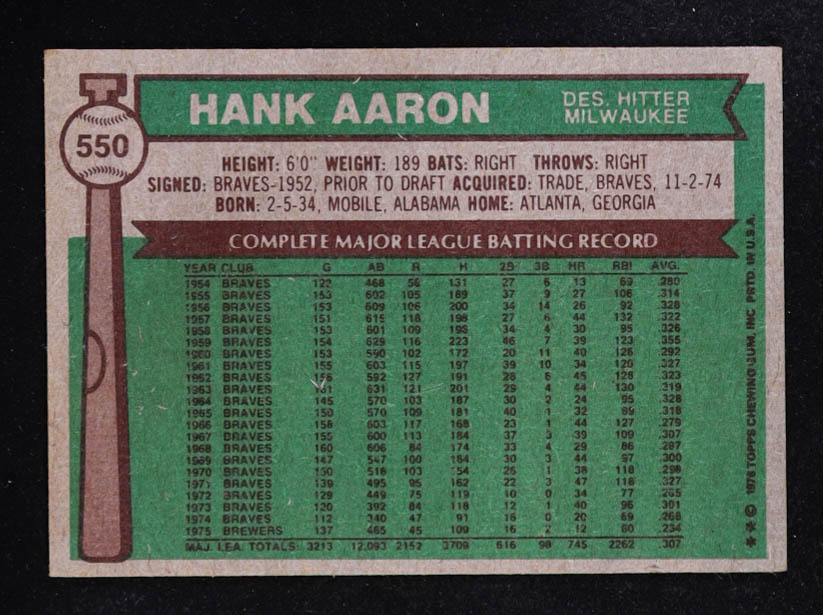 HANK AARON
DES. HITTER
MILWAUKEE
550
HEIGHT: 6'0" WEIGHT: 189 BATS: RIGHT THROWS: RIGHT
SIGNED: BRAVES-1952, PRIOR TO DRAFT ACQUIRED: TRADE, BRAVES, 11-2-74
BORN: 2-5-34, MOBILE, ALABAMA HOME: ATLANTA, GEORGIA
COMPLETE MAJOR LEAGUE BATTING RECORD
YEAR CLUB G AB R H 2B 3B HR RBI AVG.
1954 BRAVES 122 468 58 131 27 6 13 69 .280
1955 BRAVES 153 602 105 189 37 9 27 106 .314
1956 BRAVES 153 609 106 200 34 14 26 92 .328
1957 BRAVES 151 615 118 198 27 6 44 132 .322
1958 BRAVES 153 601 109 196 34 4 30 95 .326
1959 BRAVES 154 629 116 223 46 7 39 123 .355
1960 BRAVES 153 590 102 172 20 11 40 126 .292
1961 BRAVES 155 603 115 197 39 10 34 120 .327
1962 BRAVES 156 592 127 191 28 6 45 128 .323
1963 BRAVES 161 631 121 201 29 4 44 130 .319
1964 BRAVES 145 570 103 187 30 2 24 95 .328
1965 BRAVES 150 570 109 181 40 1 32 89 .318
1966 BRAVES 158 603 117 168 23 1 44 127 .279
1967 BRAVES 155 600 113 184 37 3 39 109 .307
1968 BRAVES 160 606 84 174 33 4 29 86 .287
1969 BRAVES 147 547 100 164 30 3 44 97 .300
1970 BRAVES 150 516 103 154 26 1 38 118 .298
1971 BRAVES 139 495 95 162 22 3 47 118 .327
1972 BRAVES 129 449 75 119 10 0 34 77 .265
1973 BRAVES 120 392 84 118 12 1 40 96 .301
1974 BRAVES 112 340 47 91 16 0 20 69 .268
1975 BREWERS 137 465 45 109 16 2 12 60 .234
MAJ. LEA. TOTALS 3213 12,093 2152 3709 616 98 745 2262 .307
** © 1976 TOPPS CHEWING GUM, INC. PRTD. IN U.S.A.